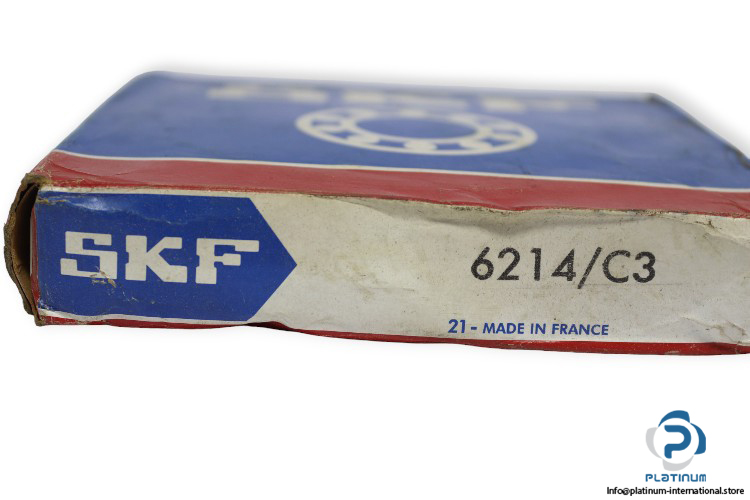 SKF
6214/C3
21- MADE IN FRANCE
PLATINUM
Info@platinum-international.store